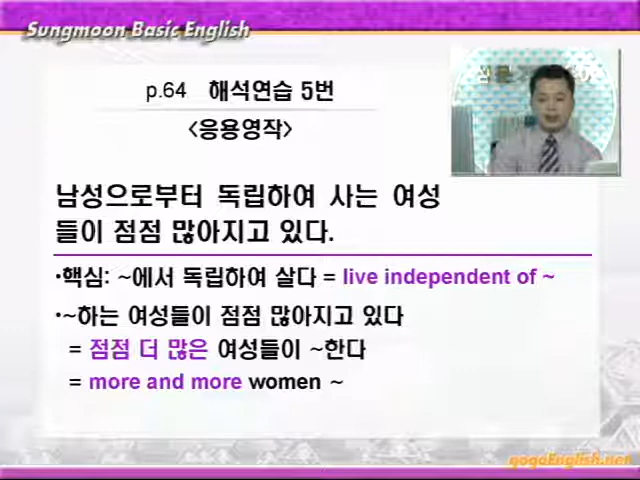 Sungmoon Basic English
p.64 해석연습 5번
<응용영작>
남성으로부터 독립하여 사는 여성
들이 점점 많아지고 있다.
•핵심: ~에서 독립하여 살다 = live independent of ~
•~하는 여성들이 점점 많아지고 있다
= 점점 더 많은 여성들이 ~한다
= more and more women ~
gogoEnglish.net